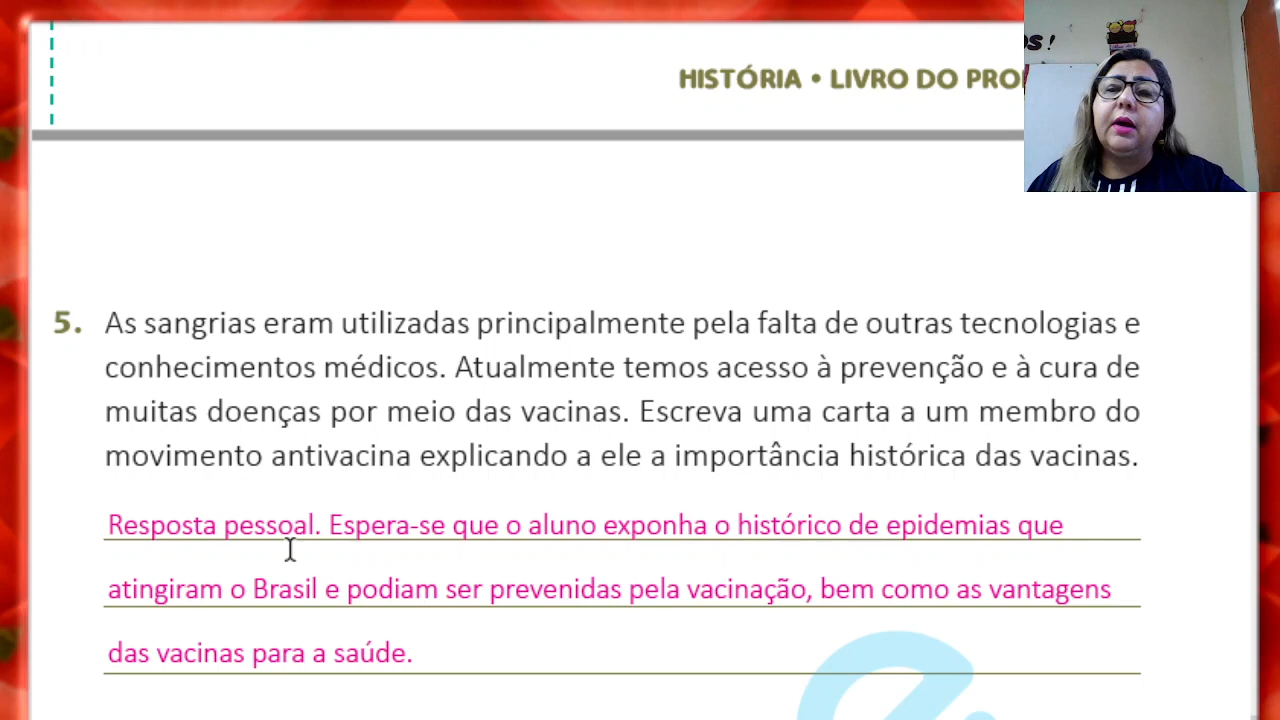 OS!
HISTÓRIA • LIVRO DO PRO
5. As sangrias eram utilizadas principalmente pela falta de outras tecnologias e
conhecimentos médicos. Atualmente temos acesso à prevenção e à cura de
muitas doenças por meio das vacinas. Escreva uma carta a um membro do
movimento antivacina explicando a ele a importância histórica das vacinas.
Resposta pessoal. Espera-se que o aluno exponha o histórico de epidemias que
atingiram o Brasil e podiam ser prevenidas pela vacinação, bem como as vantagens
das vacinas para a saúde.